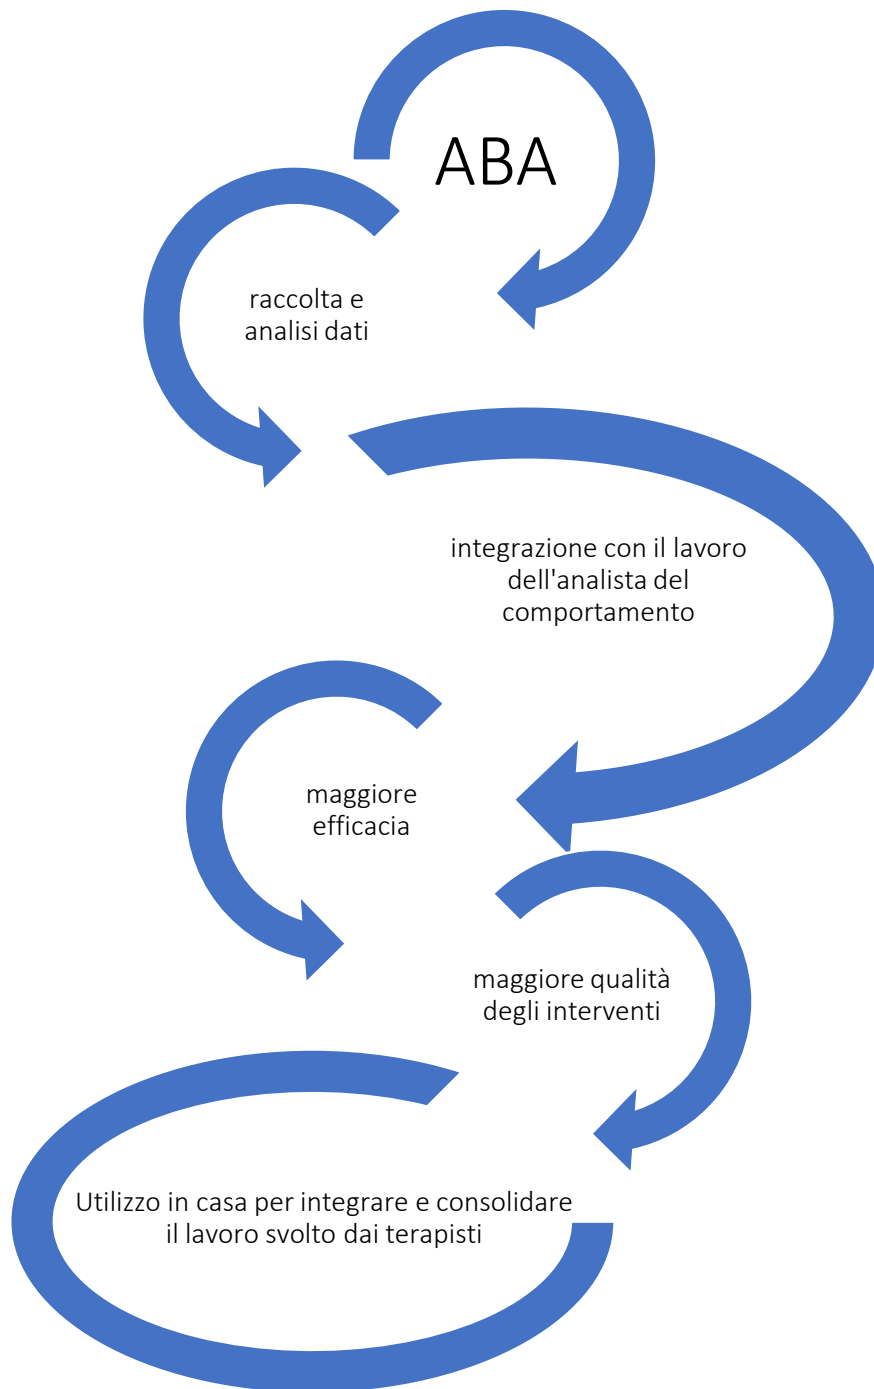 ABA
raccolta e
analisi dati
integrazione con il lavoro
dell'analista del
comportamento
maggiore
efficacia
maggiore qualità
degli interventi
Utilizzo in casa per integrare e consolidare
il lavoro svolto dai terapisti